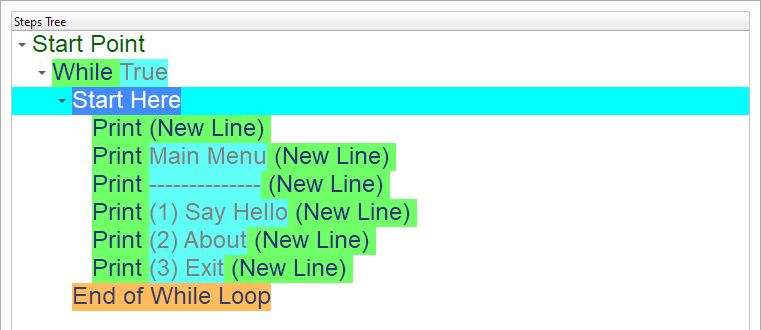 Steps Tree
Start Point
While True
Start Here
Print (New Line)
Print Main Menu (New Line)
Print -------------- (New Line)
Print (1) Say Hello (New Line)
Print (2) About (New Line)
Print (3) Exit (New Line)
End of While Loop